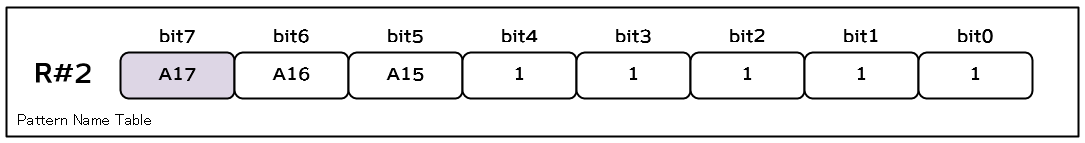 bit7 bit6 bit5 bit4 bit3 bit2 bit1 bit0
R#2 A17 A16 A15 1 1 1 1 1
Pattern Name Table